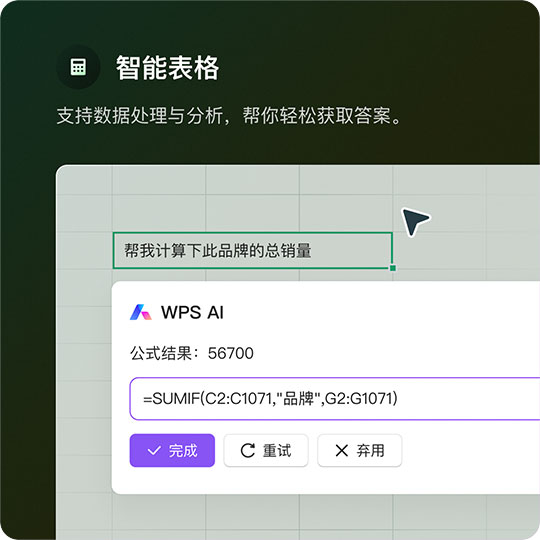 智能表格
支持数据处理与分析，帮你轻松获取答案。
帮我计算下此品牌的总销量
WPS AI
公式结果：56700
=SUMIF(C2:C1071,"品牌",G2:G1071)
完成 重试 弃用